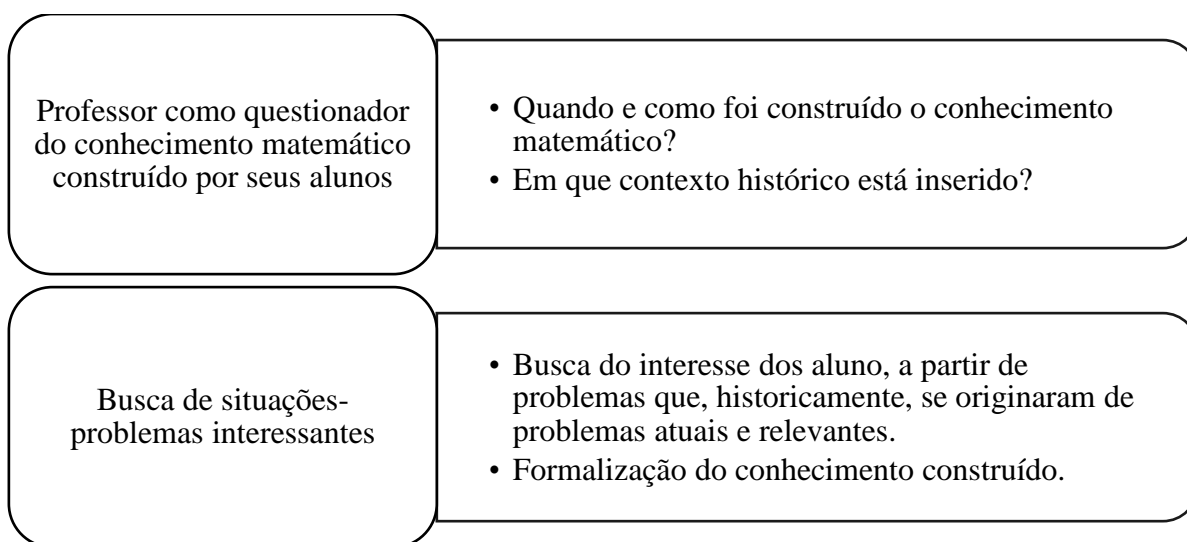 Professor como questionador
do conhecimento matemático
construído por seus alunos
• Quando e como foi construído o conhecimento
matemático?
• Em que contexto histórico está inserido?
Busca de situações-
problemas interessantes
• Busca do interesse dos aluno, a partir de
problemas que, historicamente, se originaram de
problemas atuais e relevantes.
• Formalização do conhecimento construído.